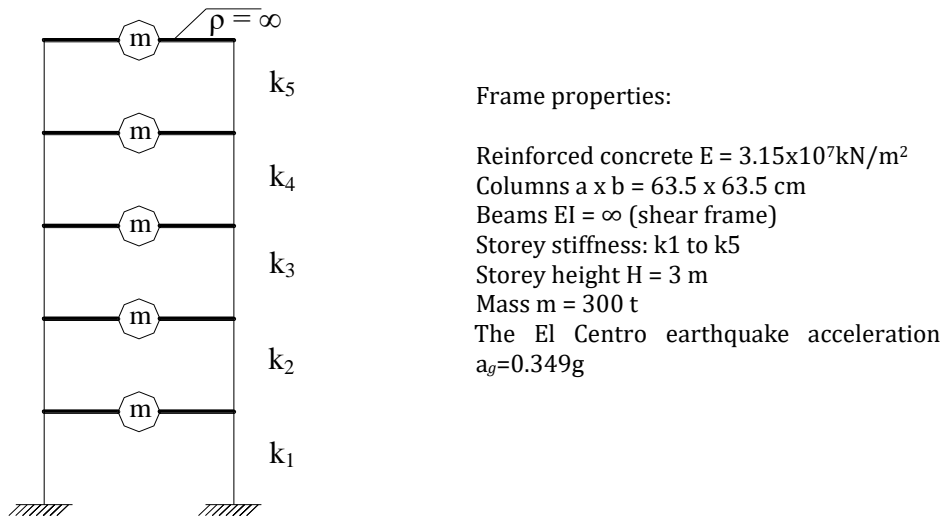 ρ = ∞
m
k₅
m
k₄
m
k₃
m
k₂
m
k₁
Frame properties:
Reinforced concrete E = 3.15x10⁷kN/m²
Columns a x b = 63.5 x 63.5 cm
Beams EI = ∞ (shear frame)
Storey stiffness: k1 to k5
Storey height H = 3 m
Mass m = 300 t
The El Centro earthquake acceleration
a𝑔=0.349g